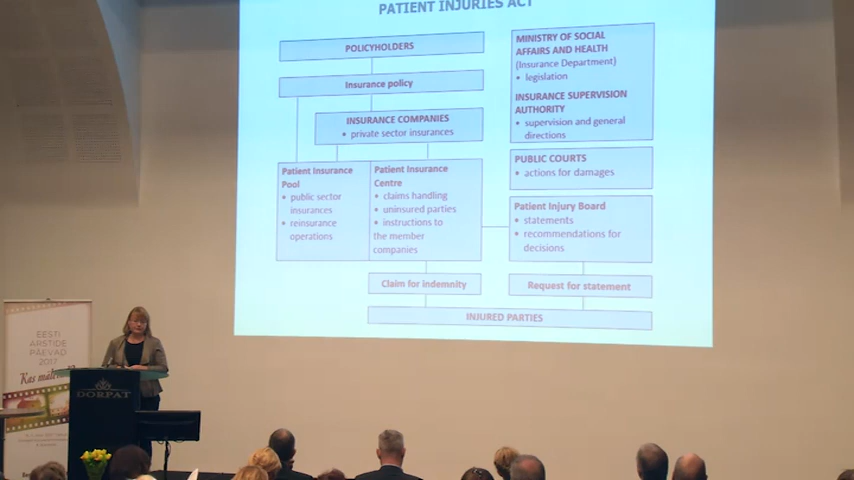 PATIENT INJURIES ACT
POLICYHOLDERS
Insurance policy
INSURANCE COMPANIES
• private sector insurances
Patient Insurance
Pool
• public sector
insurances
• reinsurance
operations
Patient Insurance
Centre
• claims handling
• uninsured parties
• instructions to
the member
companies
Claim for indemnity
MINISTRY OF SOCIAL
AFFAIRS AND HEALTH
(Insurance Department)
• legislation
INSURANCE SUPERVISION
AUTHORITY
• supervision and general
directions
PUBLIC COURTS
• actions for damages
Patient Injury Board
• statements
• recommendations for
decisions
Request for statement
INJURED PARTIES
EESTI
ARSTIDE
PÄEVAD
2017
DORPAT